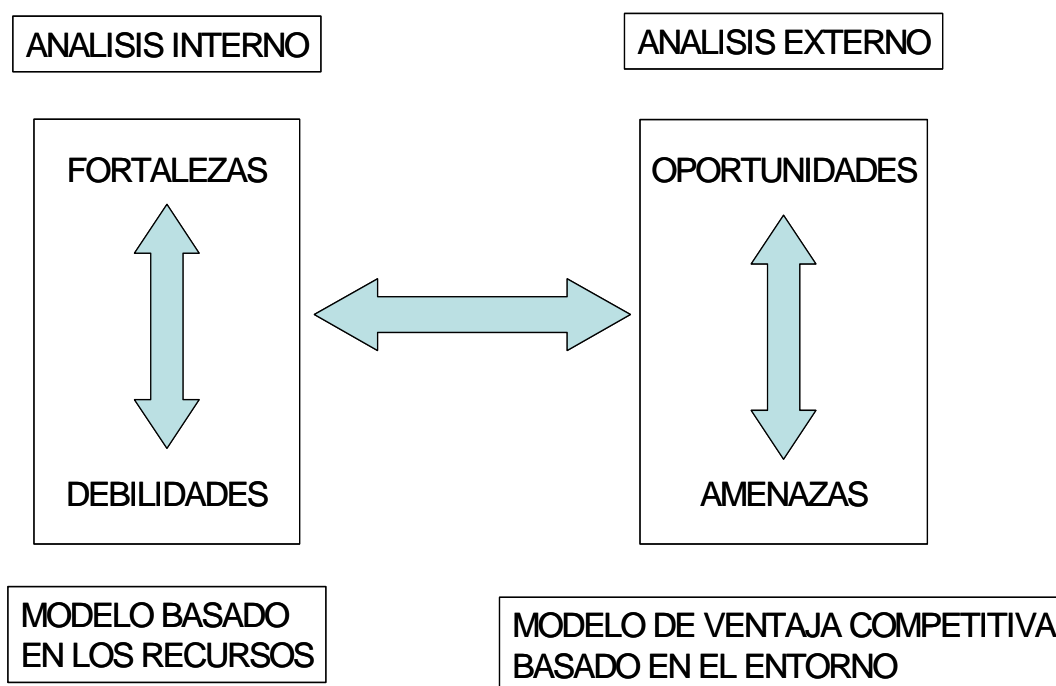 ANALISIS INTERNO
ANALISIS EXTERNO
FORTALEZAS
DEBILIDADES
OPORTUNIDADES
AMENAZAS
MODELO BASADO
EN LOS RECURSOS
MODELO DE VENTAJA COMPETITIVA
BASADO EN EL ENTORNO